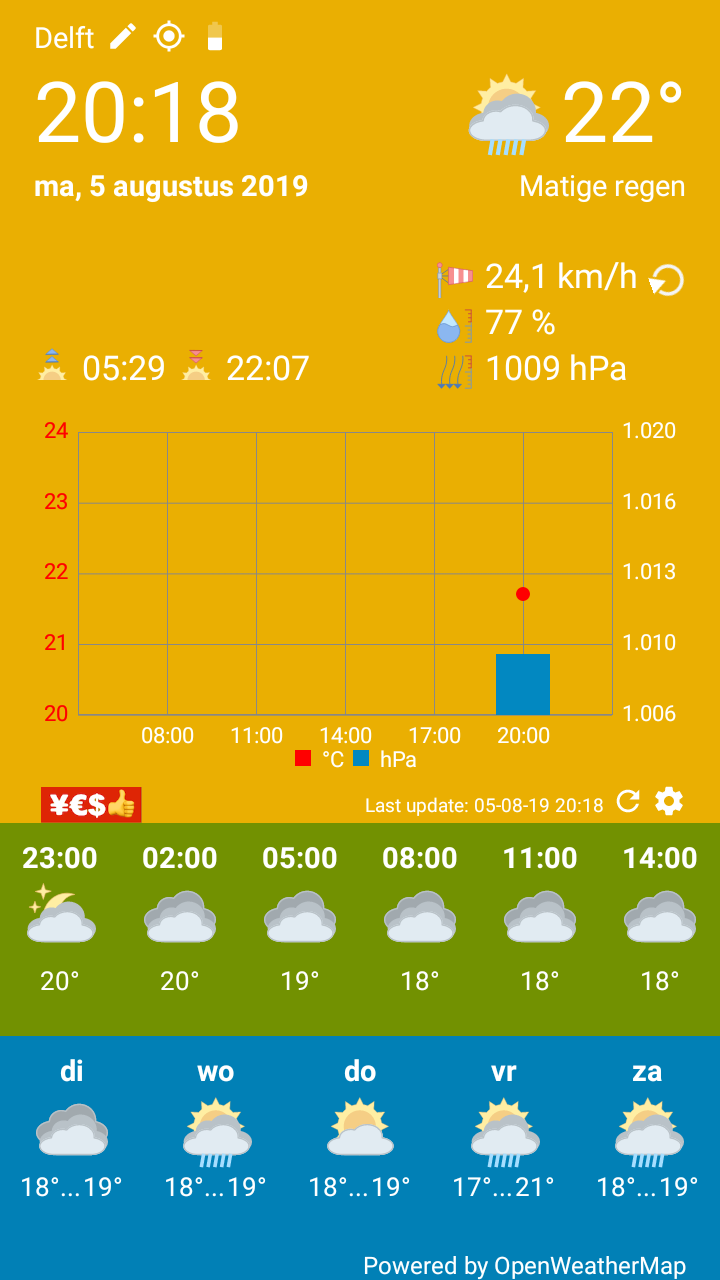 Delft
20:18 22°
ma, 5 augustus 2019 Matige regen
24,1 km/h
77 %
05:29 22:07 1009 hPa
24 1.020
23 1.016
22 1.013
21 1.010
20 1.006
08:00 11:00 14:00 17:00 20:00
°C hPa
¥€$👍 Last update: 05-08-19 20:18
23:00 02:00 05:00 08:00 11:00 14:00
20° 20° 19° 18° 18° 18°
di wo do vr za
18°...19° 18°...19° 18°...19° 17°...21° 18°...19°
Powered by OpenWeatherMap